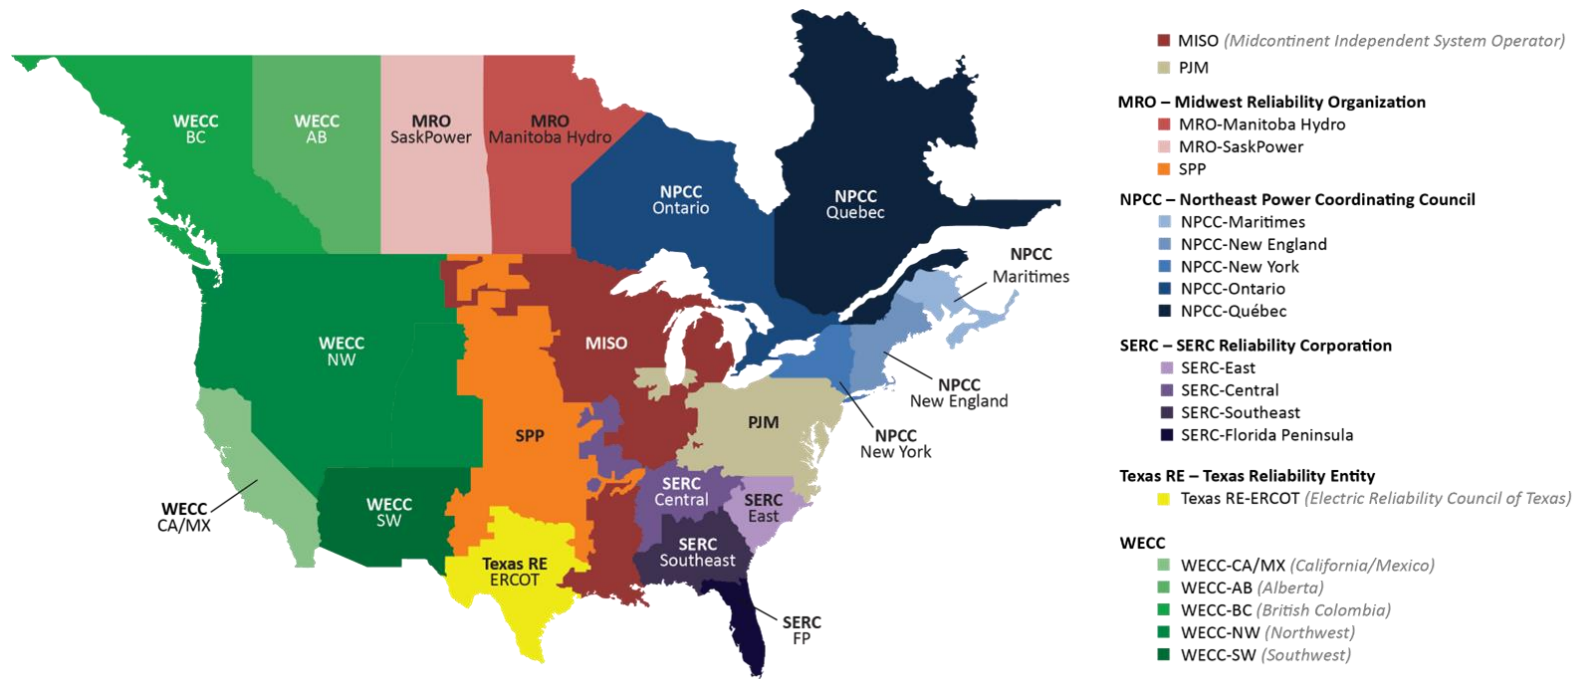 WECC
BC
WECC
AB
MRO
SaskPower
MRO
Manitoba Hydro
NPCC
Ontario
NPCC
Quebec
NPCC
Maritimes
WECC
NW
MISO
NPCC
New England
SPP
PJM
NPCC
New York
WECC
CA/MX
WECC
SW
SERC
Central
SERC
East
SERC
Southeast
Texas RE
ERCOT
SERC
FP
MISO (Midcontinent Independent System Operator)
PJM
MRO – Midwest Reliability Organization
MRO-Manitoba Hydro
MRO-SaskPower
SPP
NPCC – Northeast Power Coordinating Council
NPCC-Maritimes
NPCC-New England
NPCC-New York
NPCC-Ontario
NPCC-Québec
SERC – SERC Reliability Corporation
SERC-East
SERC-Central
SERC-Southeast
SERC-Florida Peninsula
Texas RE – Texas Reliability Entity
Texas RE-ERCOT (Electric Reliability Council of Texas)
WECC
WECC-CA/MX (California/Mexico)
WECC-AB (Alberta)
WECC-BC (British Colombia)
WECC-NW (Northwest)
WECC-SW (Southwest)